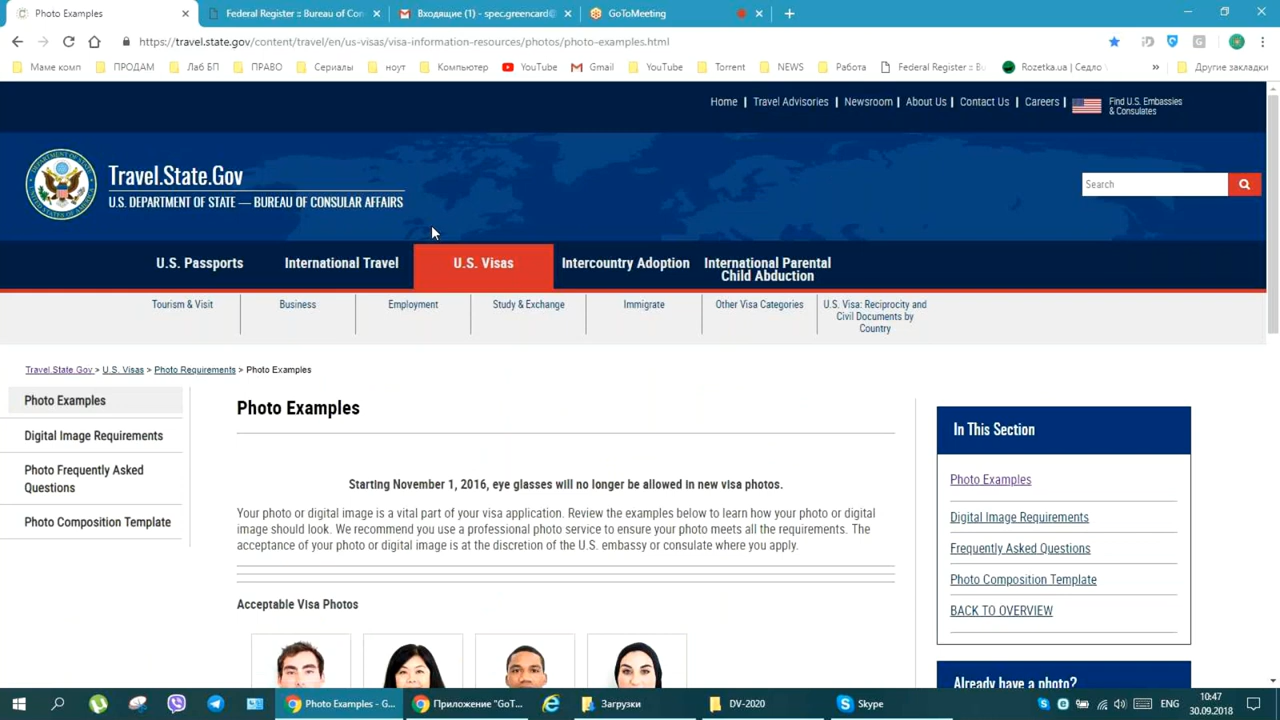 Photo Examples
Federal Register :: Bureau of Con
Входящие (1) - spec.greencard@
GoToMeeting
https://travel.state.gov/content/travel/en/us-visas/visa-information-resources/photos/photo-examples.html
Маме комп
ПРОДАМ
Лаб БП
ПРАВО
Сериалы
ноут
Компьютер
YouTube
Gmail
YouTube
Torrent
NEWS
Работа
Federal Register :: Bu
Rozetka.ua | Седло
»
Другие закладки
Home | Travel Advisories | Newsroom | About Us | Contact Us | Careers |
Find U.S. Embassies
& Consulates
Travel.State.Gov
U.S. DEPARTMENT OF STATE — BUREAU OF CONSULAR AFFAIRS
Search
U.S. Passports
International Travel
U.S. Visas
Intercountry Adoption
International Parental
Child Abduction
Tourism & Visit
Business
Employment
Study & Exchange
Immigrate
Other Visa Categories
U.S. Visa: Reciprocity and
Civil Documents by
Country
Travel.State.Gov > U.S. Visas > Photo Requirements > Photo Examples
Photo Examples
Digital Image Requirements
Photo Frequently Asked
Questions
Photo Composition Template
Photo Examples
Starting November 1, 2016, eye glasses will no longer be allowed in new visa photos.
Your photo or digital image is a vital part of your visa application. Review the examples below to learn how your photo or digital
image should look. We recommend you use a professional photo service to ensure your photo meets all the requirements. The
acceptance of your photo or digital image is at the discretion of the U.S. embassy or consulate where you apply.
Acceptable Visa Photos
In This Section
Photo Examples
Digital Image Requirements
Frequently Asked Questions
Photo Composition Template
BACK TO OVERVIEW
Already have a photo?
Photo Examples - G...
Приложение "GoT...
Загрузки
DV-2020
Skype
ENG
10:47
30.09.2018